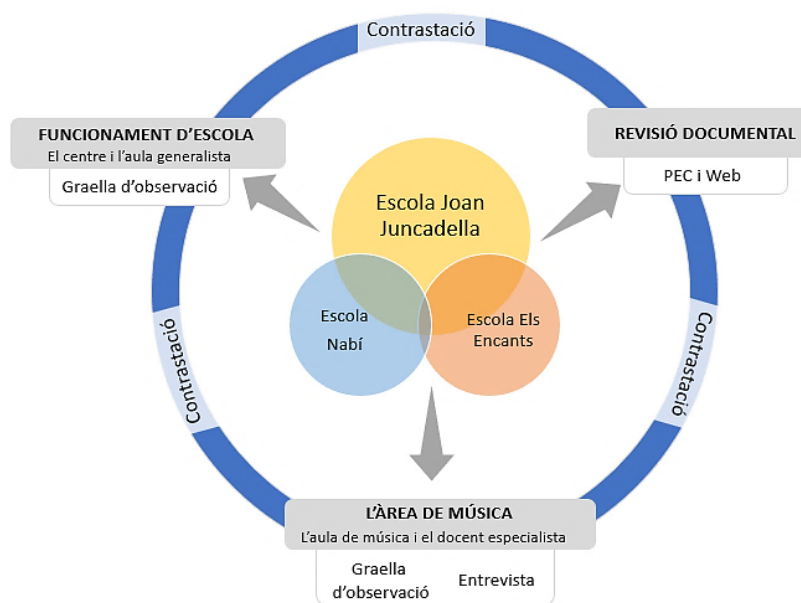 Contrastació
FUNCIONAMENT D'ESCOLA
El centre i l'aula generalista
Graella d'observació
REVISIÓ DOCUMENTAL
PEC i Web
Escola Joan
Juncadella
Escola
Nabí
Escola Els
Encants
Contrastació
Contrastació
L'ÀREA DE MÚSICA
L'aula de música i el docent especialista
Graella
d'observació
Entrevista